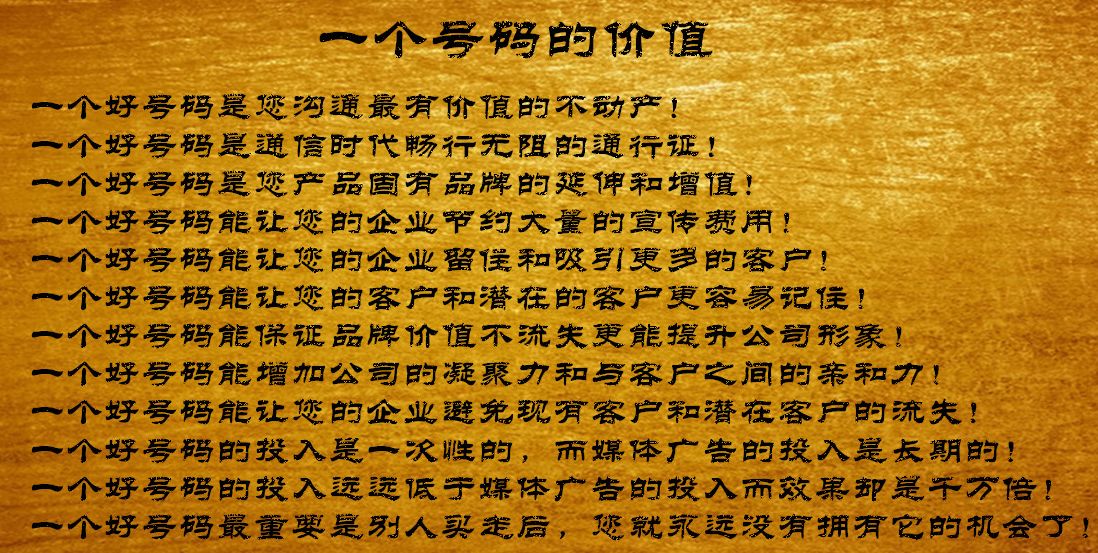 一个号码的价值
一个好号码是您沟通最有价值的不动产！
一个好号码是通信时代畅行无阻的通行证！
一个好号码是您产品固有品牌的延伸和增值！
一个好号码能让您的企业节约大量的宣传费用！
一个好号码能让您的企业留住和吸引更多的客户！
一个好号码能让您的客户和潜在的客户更容易记住！
一个好号码能保证品牌价值不流失更能提升公司形象！
一个好号码能增加公司的凝聚力和与客户之间的亲和力！
一个好号码能让您的企业避免现有客户和潜在客户的流失！
一个好号码的投入是一次性的，而媒体广告的投入是长期的！
一个好号码的投入远远低于媒体广告的投入而效果却是千万倍！
一个好号码最重要是别人买走后，您就永远没有拥有它的机会了！